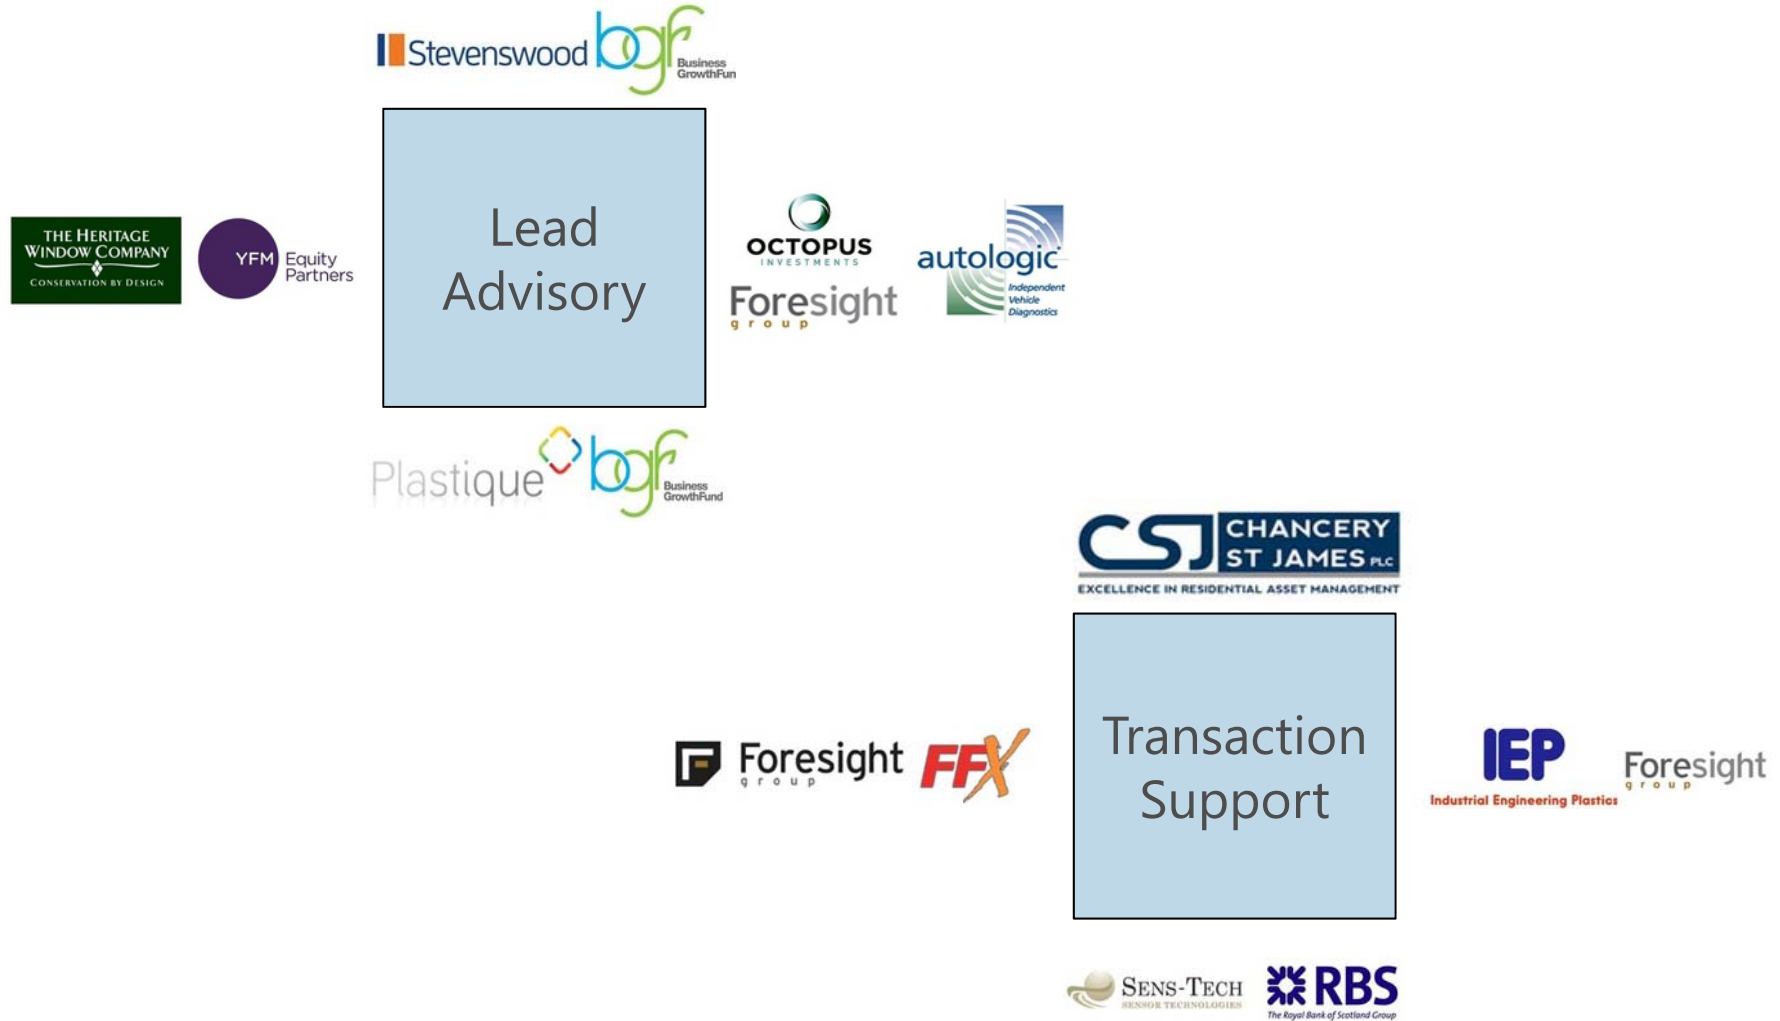 Stevenswood
bgf
Business
GrowthFun
THE HERITAGE
WINDOW COMPANY
CONSERVATION BY DESIGN
YFM
Equity
Partners
Lead
Advisory
OCTOPUS
INVESTMENTS
Foresight
group
autologic
Independent
Vehicle
Diagnostics
Plastique
bgf
Business
GrowthFund
CSJ
CHANCERY
ST JAMES PLC
EXCELLENCE IN RESIDENTIAL ASSET MANAGEMENT
Foresight
group
FFX
Transaction
Support
IEP
Industrial Engineering Plastics
Foresight
group
SENS-TECH
SENSOR TECHNOLOGIES
RBS
The Royal Bank of Scotland Group